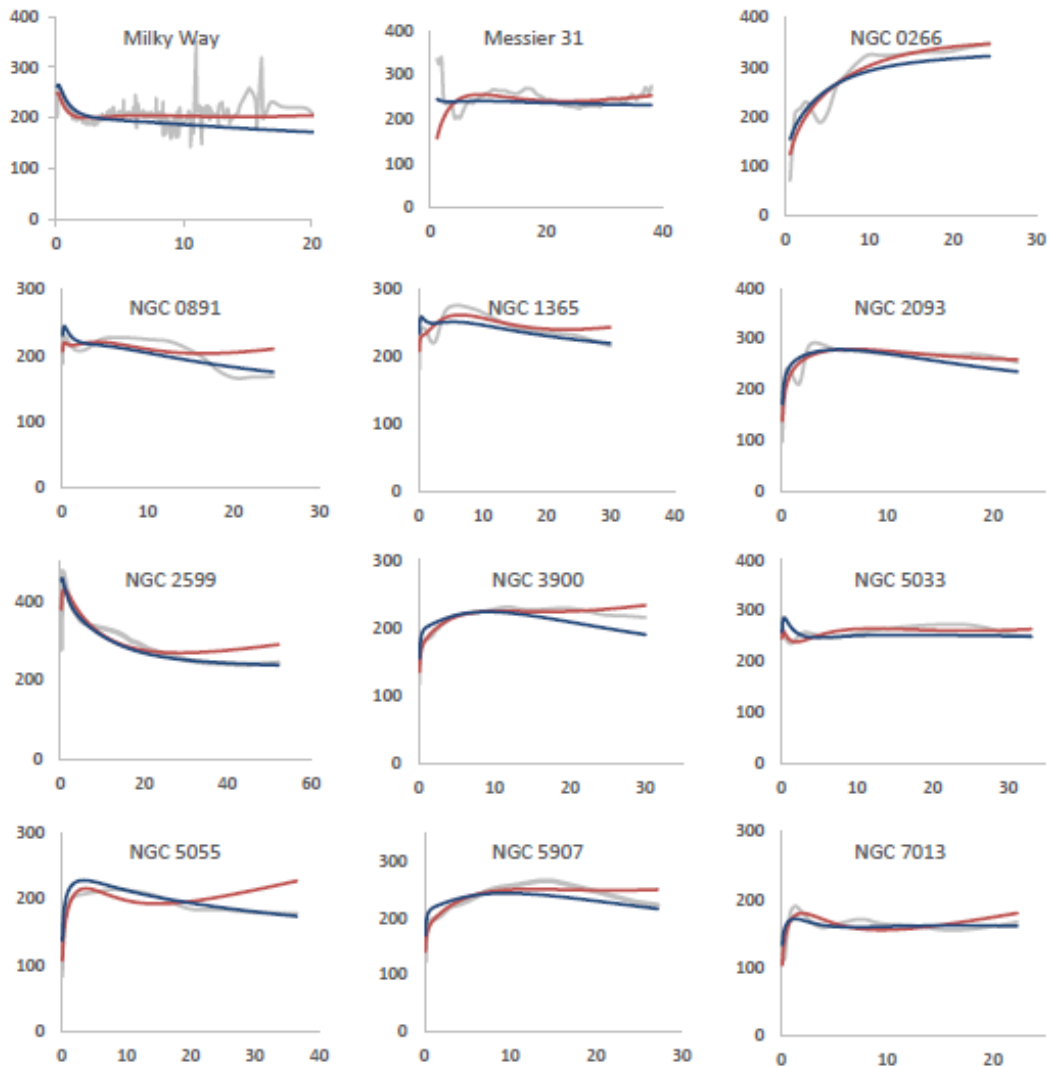 Milky Way
400
300
200
100
0
0 10 20
Messier 31
400
300
200
100
0
0 20 40
NGC 0266
400
300
200
100
0
0 10 20 30
NGC 0891
300
200
100
0
0 10 20 30
NGC 1365
300
200
100
0
0 10 20 30 40
NGC 2093
400
300
200
100
0
0 10 20
NGC 2599
400
200
0
0 20 40 60
NGC 3900
300
200
100
0
0 10 20 30
NGC 5033
400
300
200
100
0
0 10 20 30
NGC 5055
300
200
100
0
0 10 20 30 40
NGC 5907
300
200
100
0
0 10 20 30
NGC 7013
300
200
100
0
0 10 20